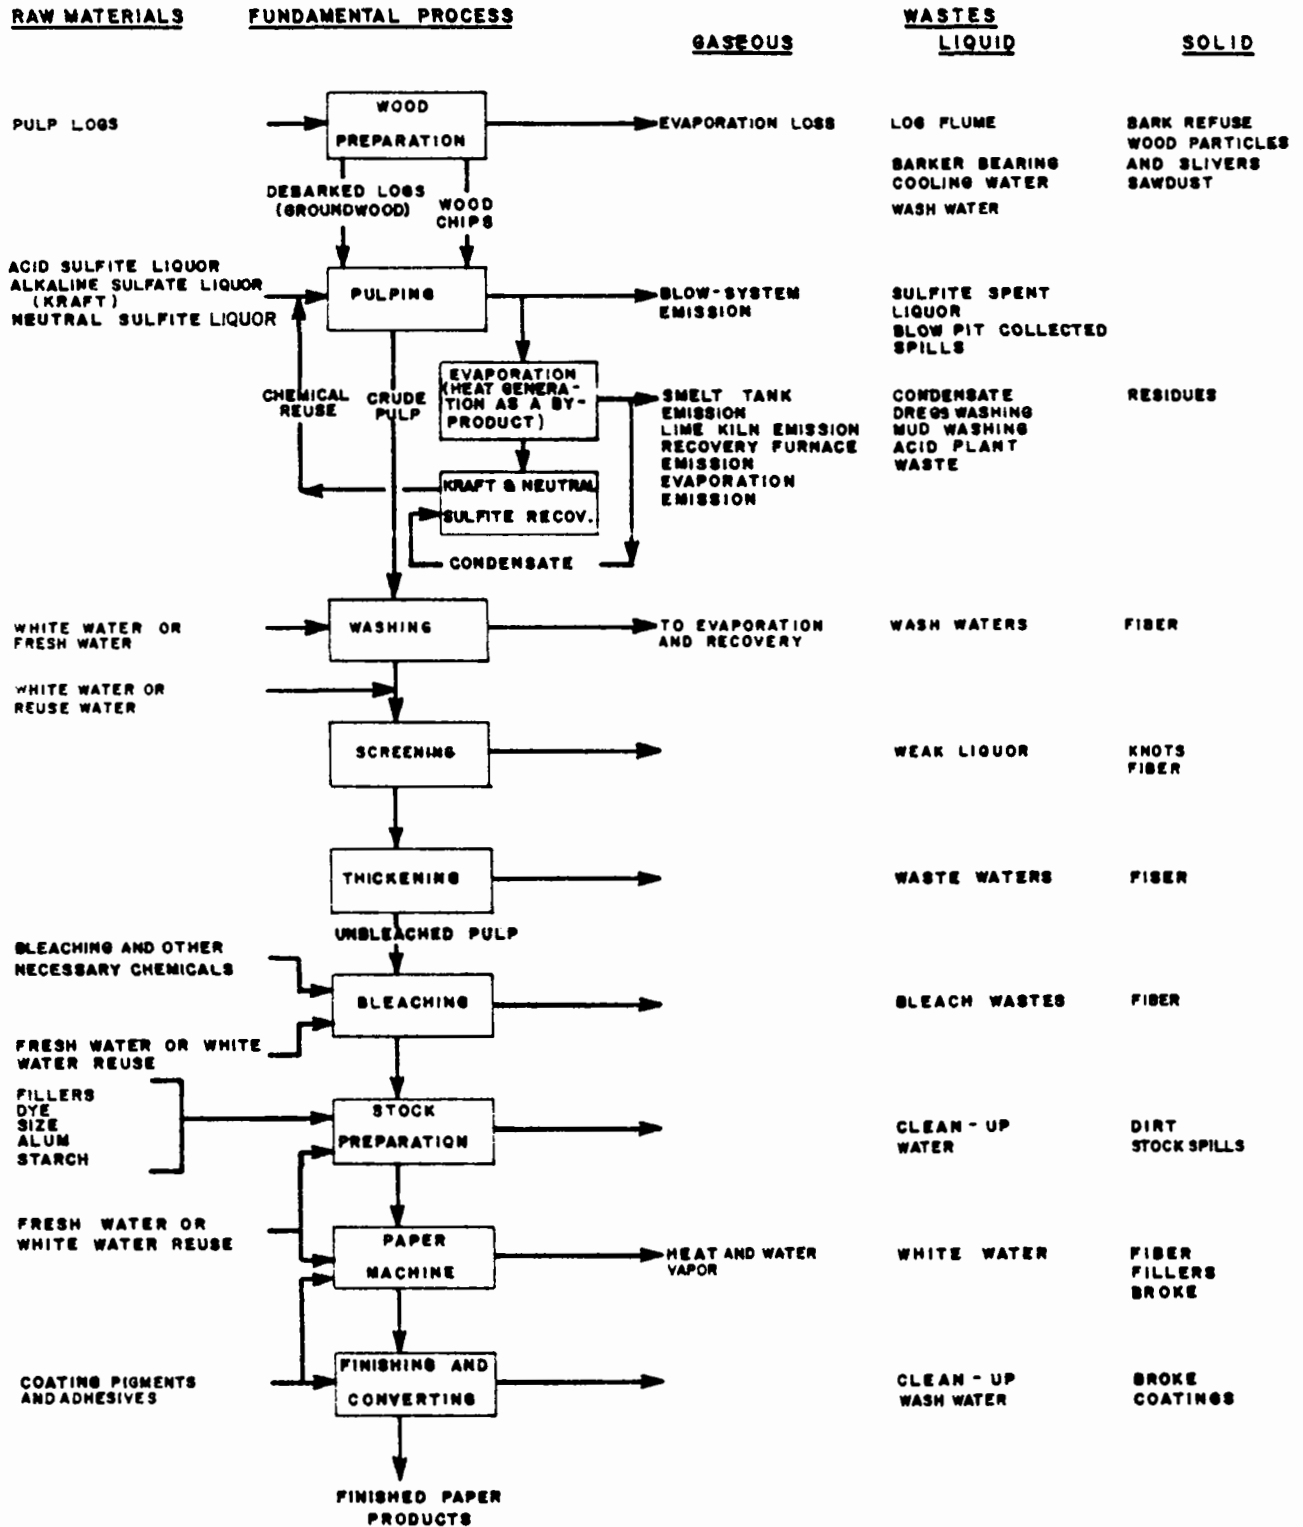 RAW MATERIALS
FUNDAMENTAL PROCESS
WASTES
GASEOUS
LIQUID
SOLID
PULP LOGS
WOOD
PREPARATION
EVAPORATION LOSS
LOG FLUME
BARKER BEARING
COOLING WATER
WASH WATER
BARK REFUSE
WOOD PARTICLES
AND SLIVERS
SAWDUST
DEBARKED LOGS
(GROUNDWOOD)
WOOD
CHIPS
ACID SULFITE LIQUOR
ALKALINE SULFATE LIQUOR
(KRAFT)
NEUTRAL SULFITE LIQUOR
PULPING
BLOW-SYSTEM
EMISSION
SULFITE SPENT
LIQUOR
BLOW PIT COLLECTED
SPILLS
CHEMICAL
REUSE
CRUDE
PULP
EVAPORATION
(HEAT GENERA-
TION AS A BY-
PRODUCT)
SMELT TANK
EMISSION
LIME KILN EMISSION
RECOVERY FURNACE
EMISSION
EVAPORATION
EMISSION
CONDENSATE
DREGS WASHING
MUD WASHING
ACID PLANT
WASTE
RESIDUES
KRAFT & NEUTRAL
SULFITE RECOV.
CONDENSATE
WHITE WATER OR
FRESH WATER
WASHING
TO EVAPORATION
AND RECOVERY
WASH WATERS
FIBER
WHITE WATER OR
REUSE WATER
SCREENING
WEAK LIQUOR
KNOTS
FIBER
THICKENING
WASTE WATERS
FIBER
UNBLEACHED PULP
BLEACHING AND OTHER
NECESSARY CHEMICALS
BLEACHING
BLEACH WASTES
FIBER
FRESH WATER OR WHITE
WATER REUSE
FILLERS
DYE
SIZE
ALUM
STARCH
STOCK
PREPARATION
CLEAN-UP
WATER
DIRT
STOCK SPILLS
FRESH WATER OR
WHITE WATER REUSE
PAPER
MACHINE
HEAT AND WATER
VAPOR
WHITE WATER
FIBER
FILLERS
BROKE
COATING PIGMENTS
AND ADHESIVES
FINISHING AND
CONVERTING
CLEAN-UP
WASH WATER
BROKE
COATINGS
FINISHED PAPER
PRODUCTS